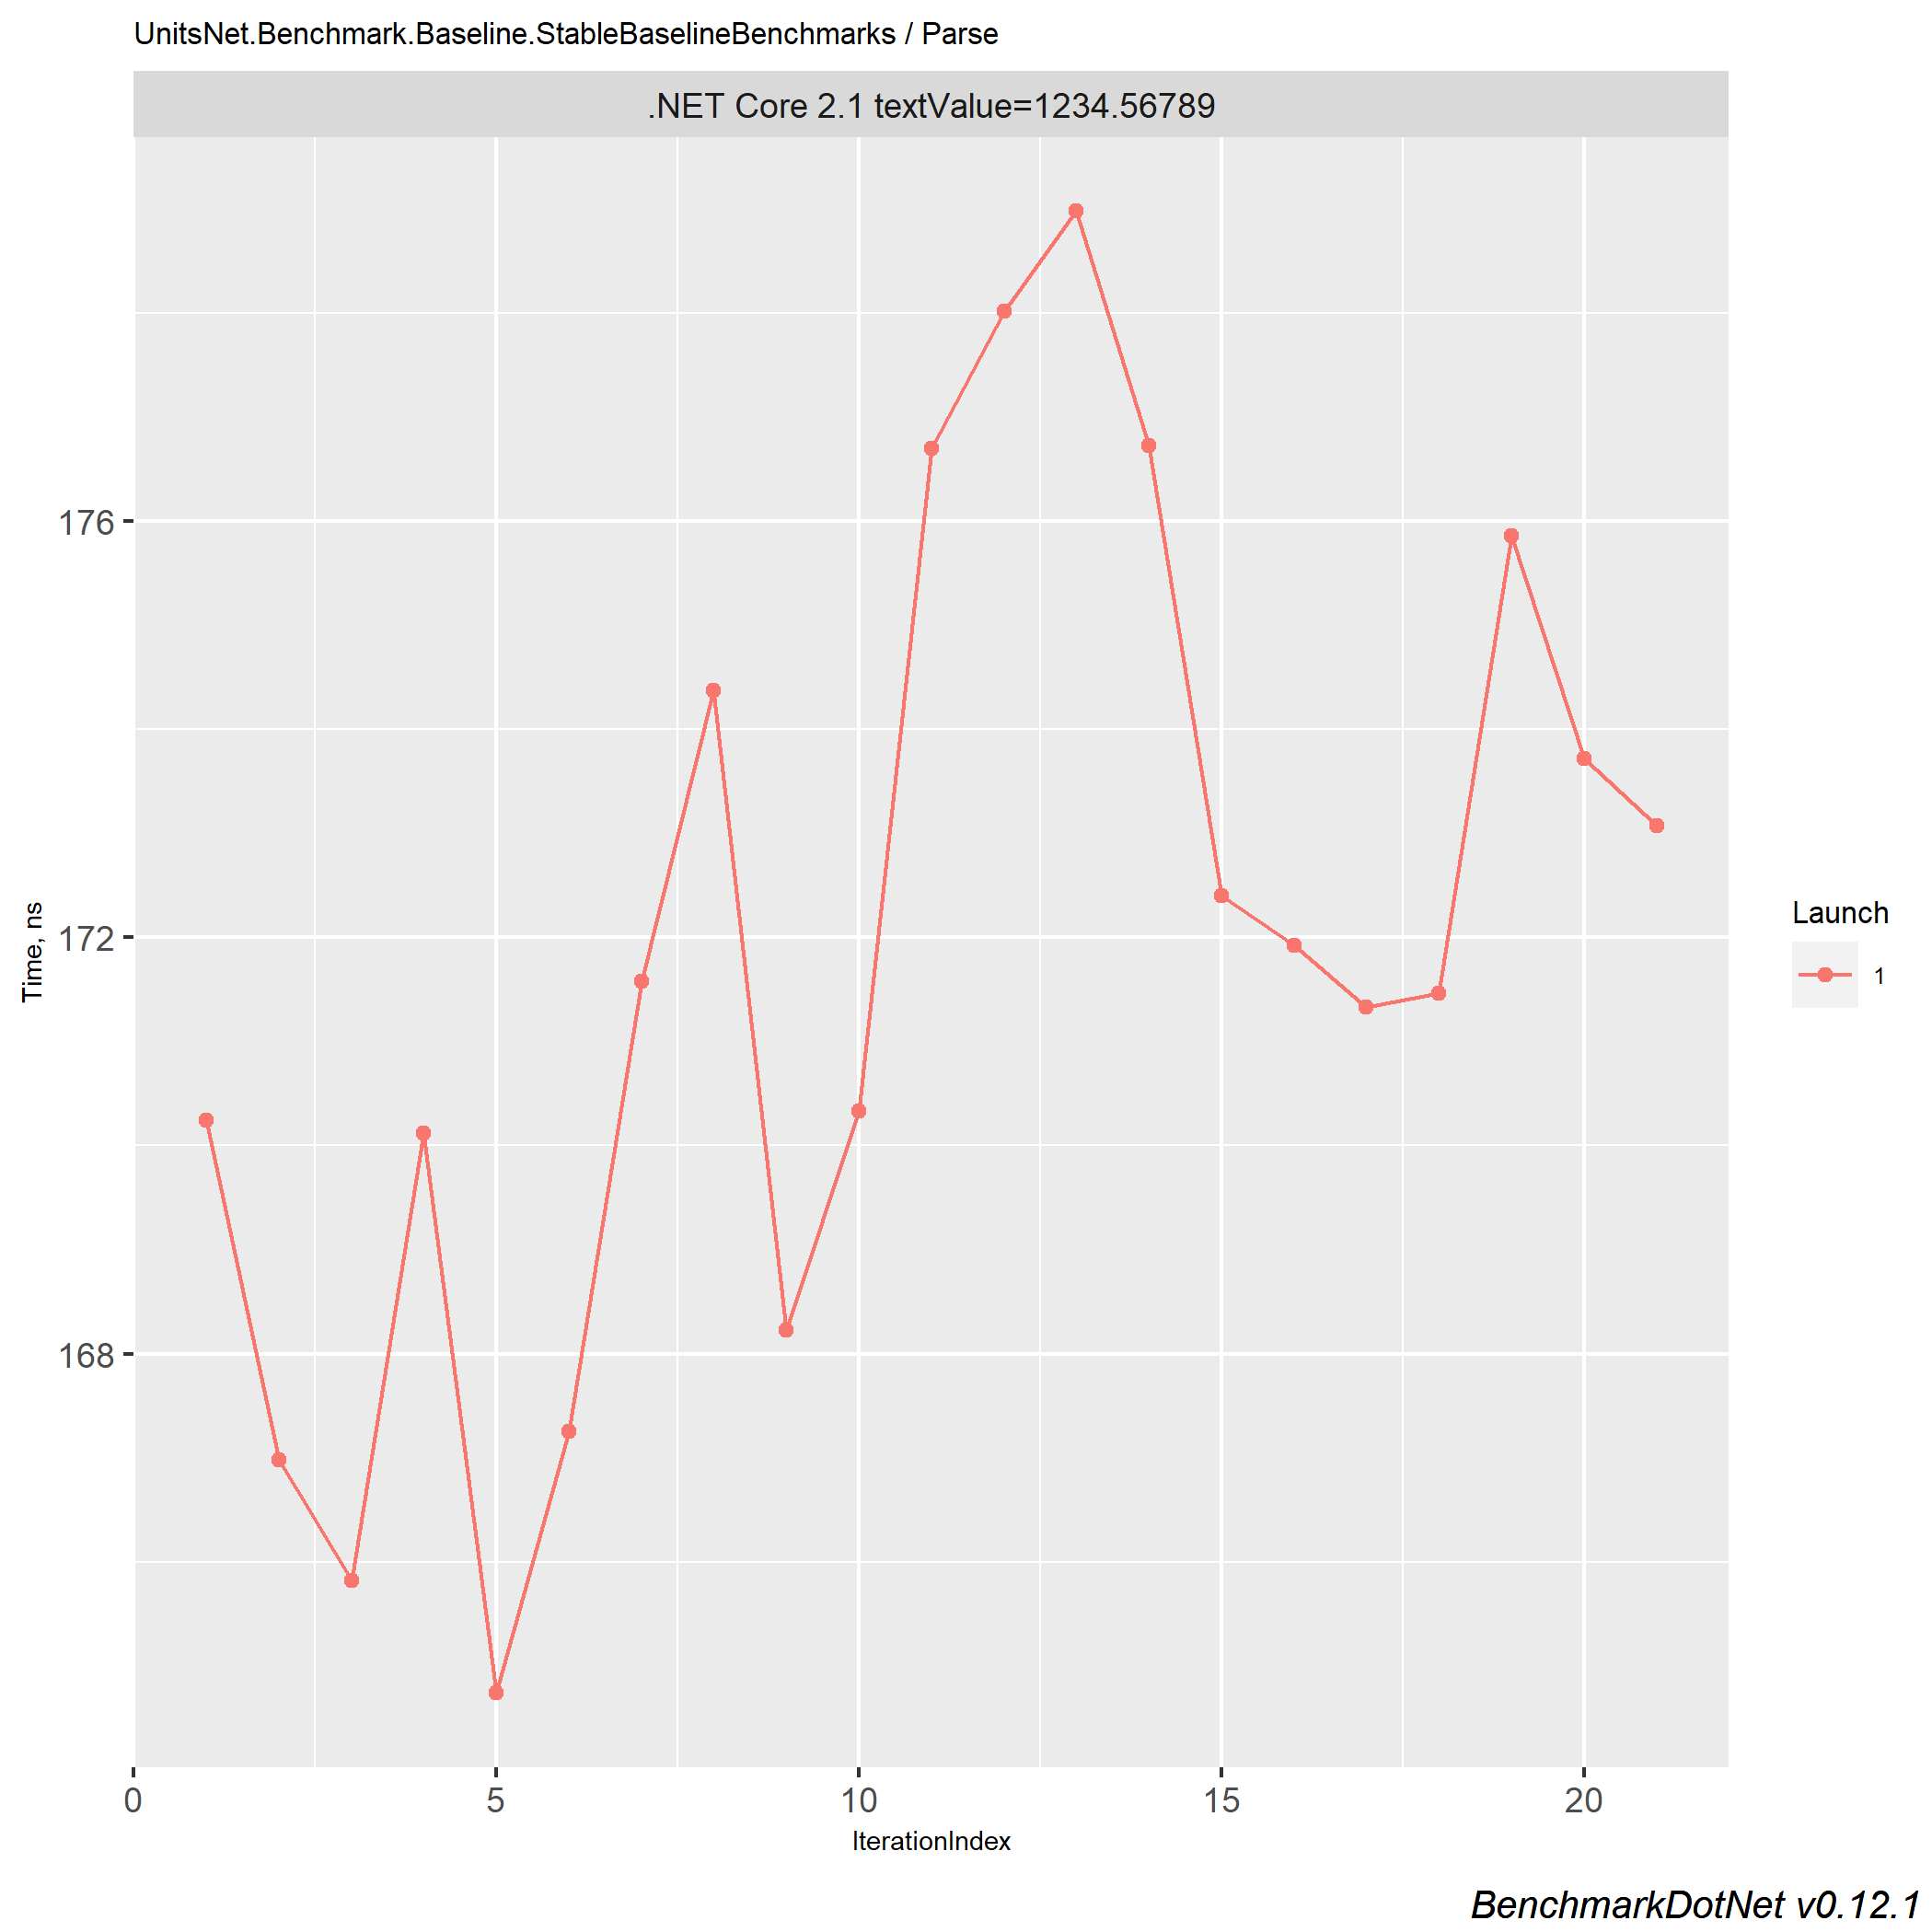 UnitsNet.Benchmark.Baseline.StableBaselineBenchmarks / Parse
.NET Core 2.1 textValue=1234.56789
176
172
168
Time, ns
0 5 10 15 20
IterationIndex
Launch
1
BenchmarkDotNet v0.12.1